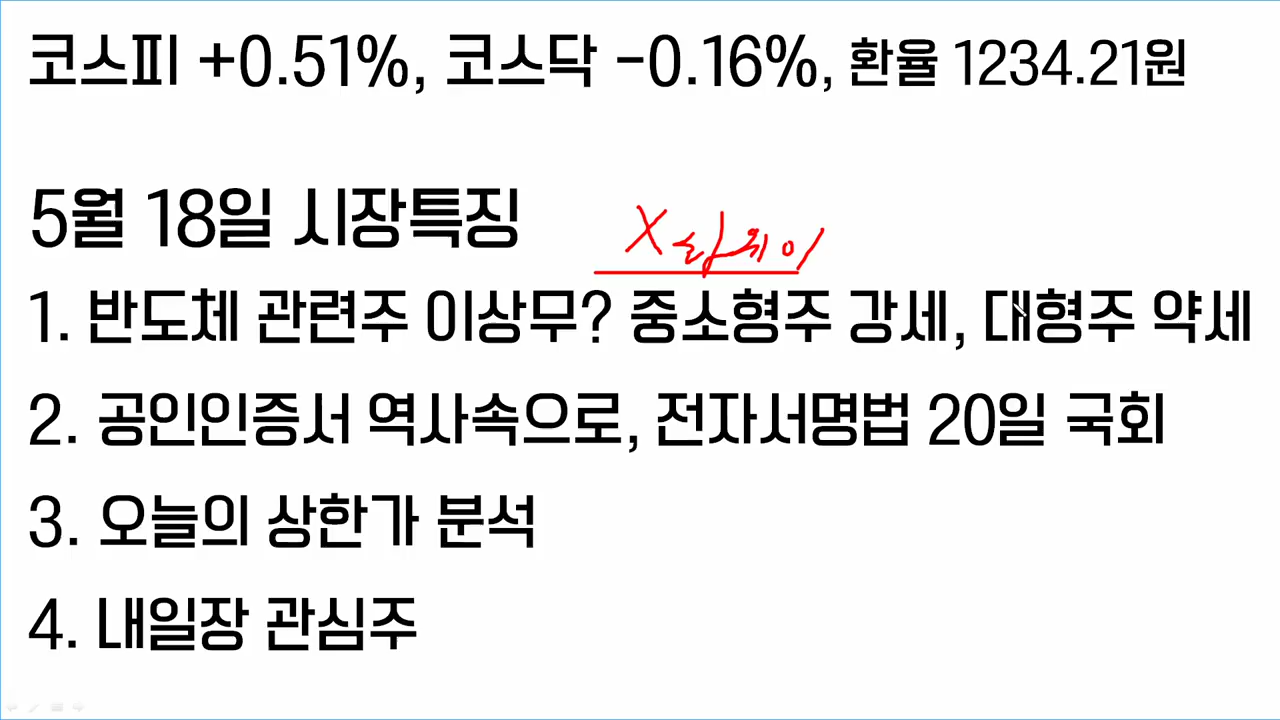 코스피 +0.51%, 코스닥 -0.16%, 환율 1234.21원
5월 18일 시장특징
1. 반도체 관련주 이상무? 중소형주 강세, 대형주 약세
2. 공인인증서 역사속으로, 전자서명법 20일 국회
3. 오늘의 상한가 분석
4. 내일장 관심주